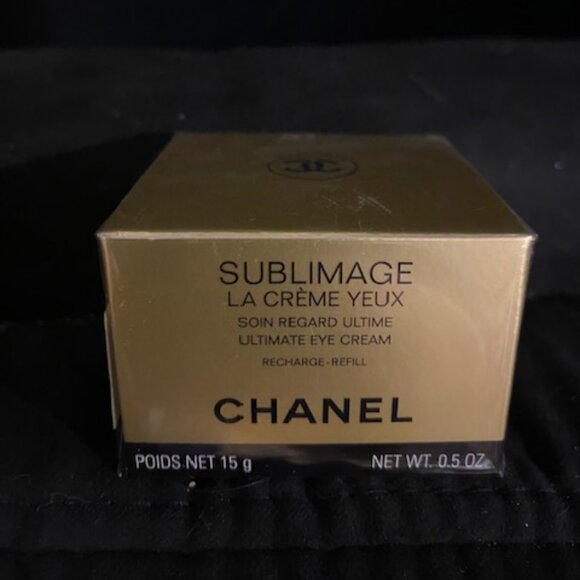 SUBLIMAGE
LA CRÈME YEUX
SOIN REGARD ULTIME
ULTIMATE EYE CREAM
RECHARGE-REFILL
CHANEL
POIDS NET 15 g
NET WT. 0.5 OZ.